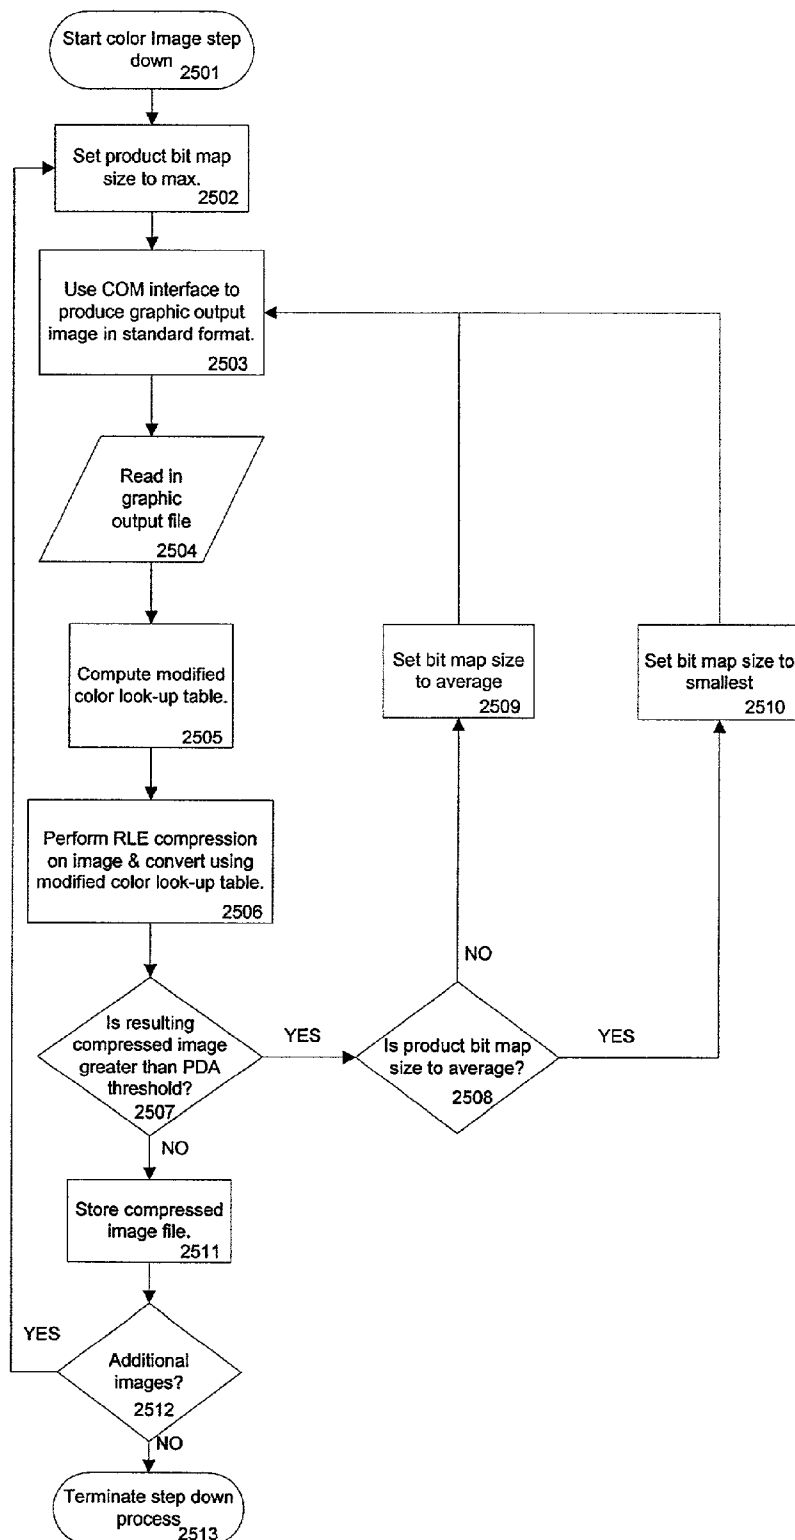 Start color Image step
down
2501
Set product bit map
size to max.
2502
Use COM interface to
produce graphic output
image in standard format.
2503
Read in
graphic
output file
2504
Compute modified
color look-up table.
2505
Set bit map size
to average
2509
Set bit map size to
smallest
2510
Perform RLE compression
on image & convert using
modified color look-up table.
2506
Is resulting
compressed image
greater than PDA
threshold?
2507
YES
NO
Is product bit map
size to average?
2508
NO
YES
Store compressed
image file.
2511
YES
Additional
images?
2512
NO
Terminate step down
process
2513